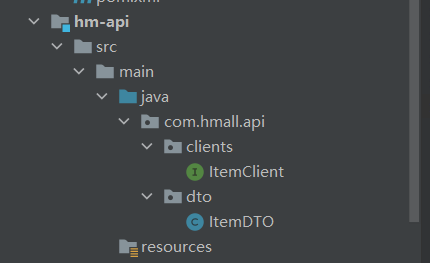 hm-api
src
main
java
com.hmall.api
clients
I ItemClient
dto
C ItemDTO
resources